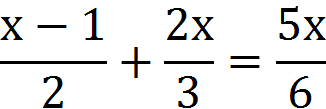 (x − 1)/2 + 2x/3 = 5x/6